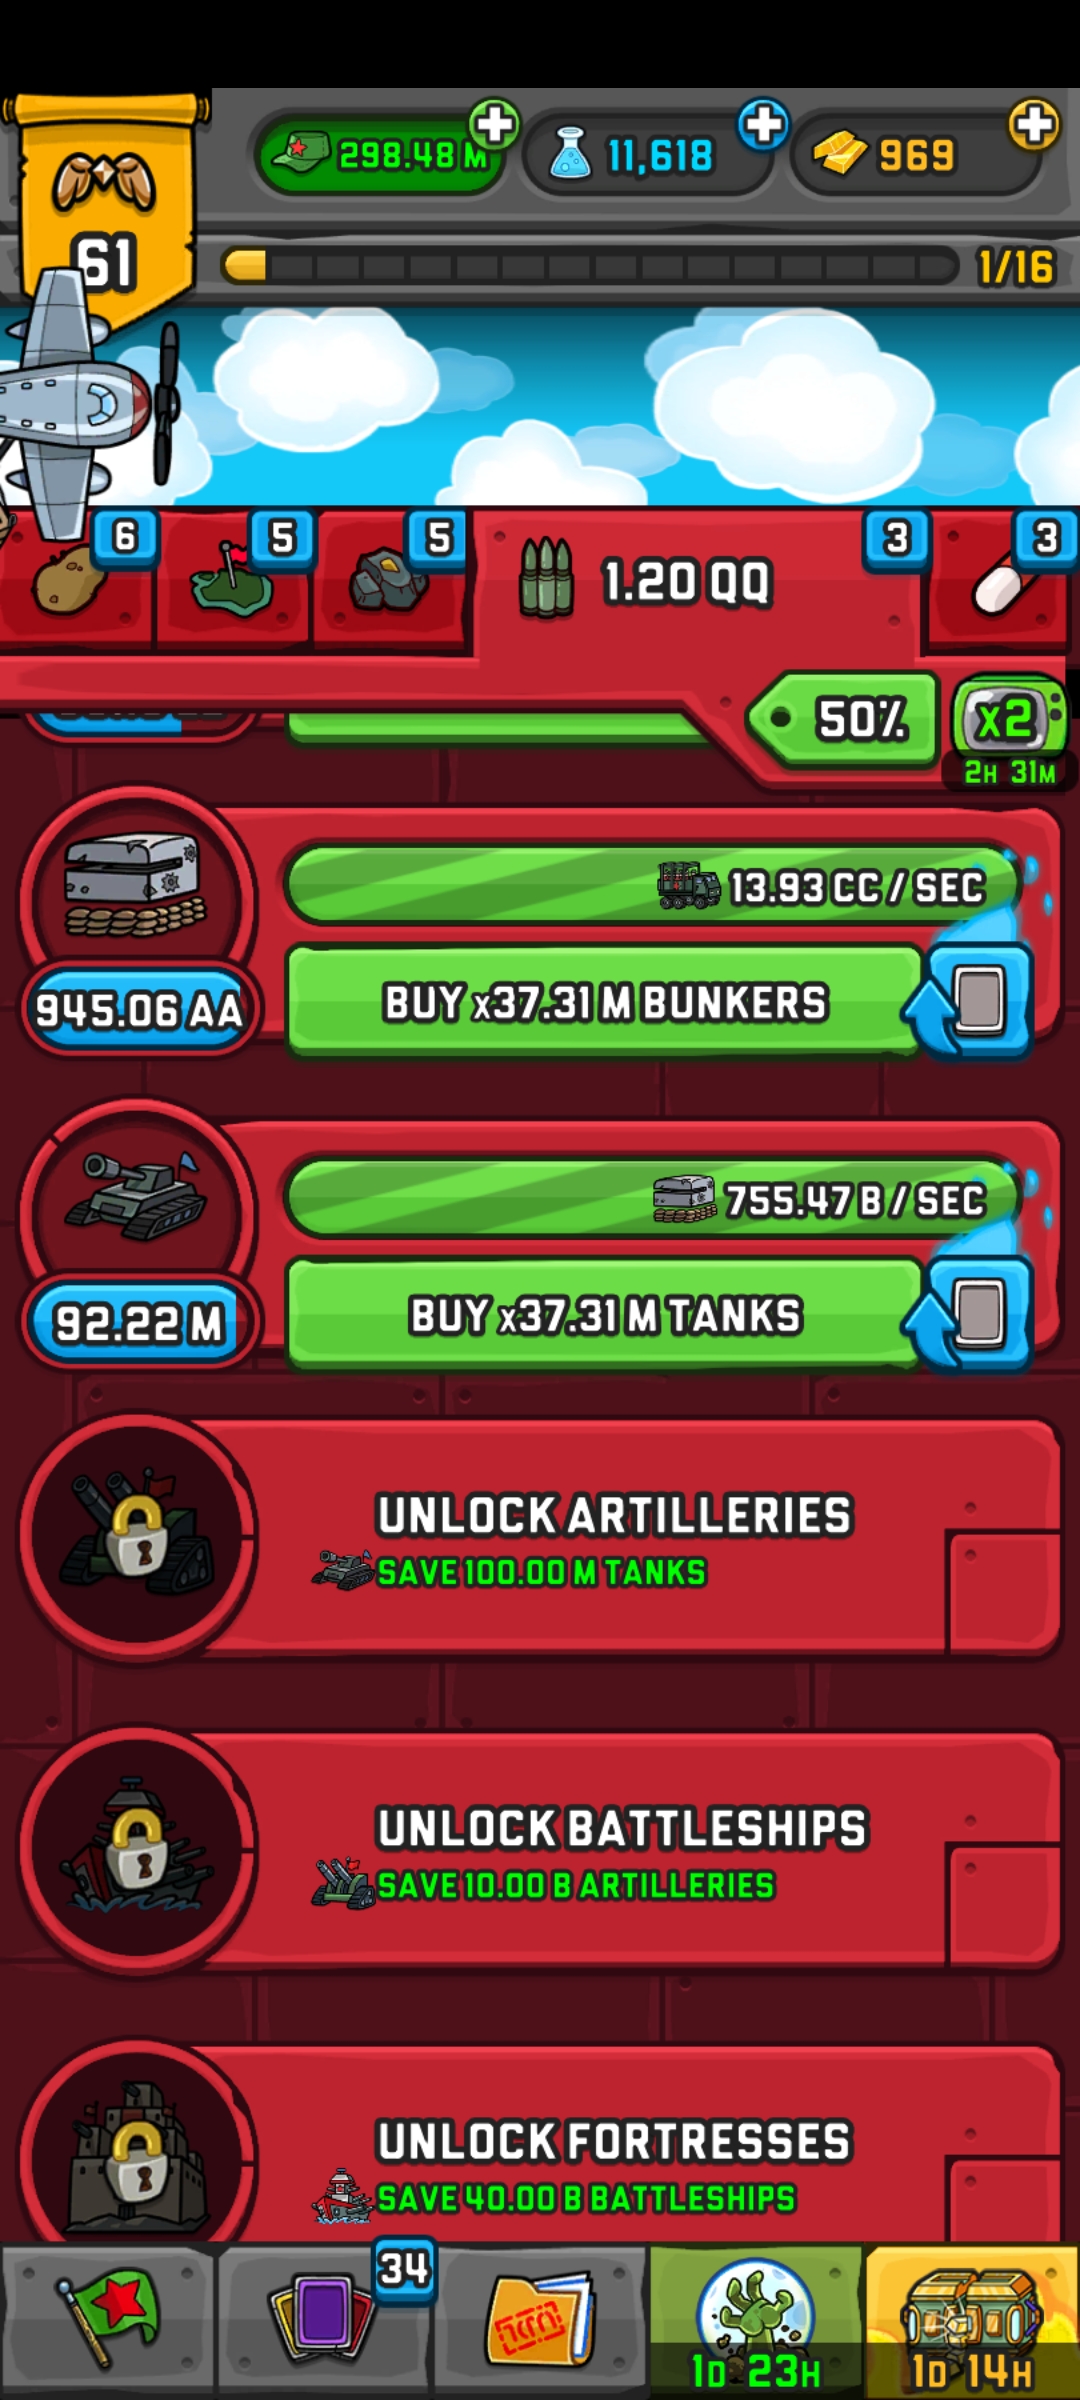 298.48 M
11,618
969
61
1/16
6
5
5
1.20 QQ
3
3
50%
x2
2H 31M
13.93 CC / SEC
945.06 AA
BUY x37.31 M BUNKERS
755.47 B / SEC
92.22 M
BUY x37.31 M TANKS
UNLOCK ARTILLERIES
SAVE 100.00 M TANKS
UNLOCK BATTLESHIPS
SAVE 10.00 B ARTILLERIES
UNLOCK FORTRESSES
SAVE 40.00 B BATTLESHIPS
34
1D 23H
1D 14H